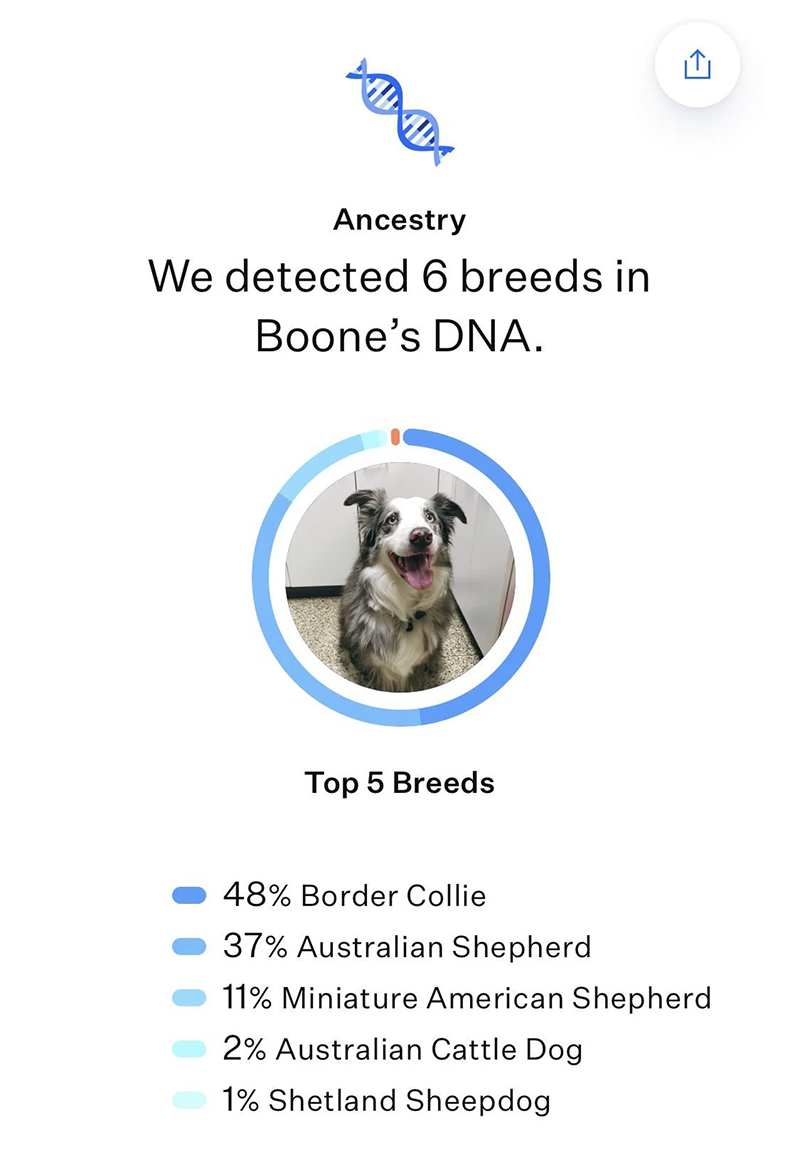 Ancestry
We detected 6 breeds in
Boone’s DNA.
Top 5 Breeds
48% Border Collie
37% Australian Shepherd
11% Miniature American Shepherd
2% Australian Cattle Dog
1% Shetland Sheepdog